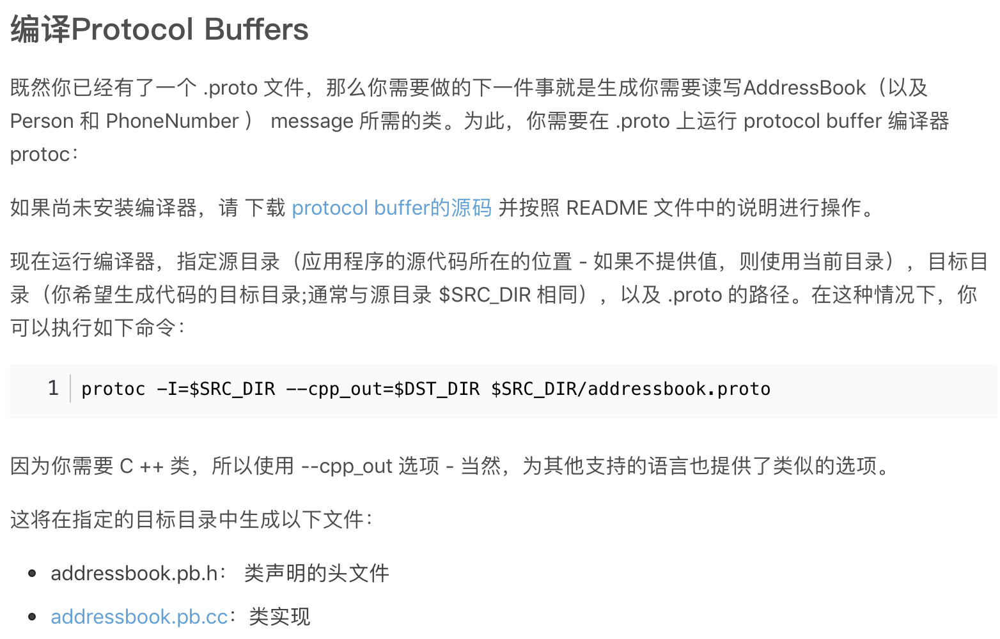 编译Protocol Buffers
既然你已经有了一个 .proto 文件，那么你需要做的下一件事就是生成你需要读写AddressBook（以及
Person 和 PhoneNumber ） message 所需的类。为此，你需要在 .proto 上运行 protocol buffer 编译器
protoc：
如果尚未安装编译器，请 下载 protocol buffer的源码 并按照 README 文件中的说明进行操作。
现在运行编译器，指定源目录（应用程序的源代码所在的位置 - 如果不提供值，则使用当前目录），目标目
录（你希望生成代码的目标目录;通常与源目录 $SRC_DIR 相同），以及 .proto 的路径。在这种情况下，你
可以执行如下命令：
1 protoc -I=$SRC_DIR --cpp_out=$DST_DIR $SRC_DIR/addressbook.proto
因为你需要 C ++ 类，所以使用 --cpp_out 选项 - 当然，为其他支持的语言也提供了类似的选项。
这将在指定的目标目录中生成以下文件：
• addressbook.pb.h： 类声明的头文件
• addressbook.pb.cc：类实现